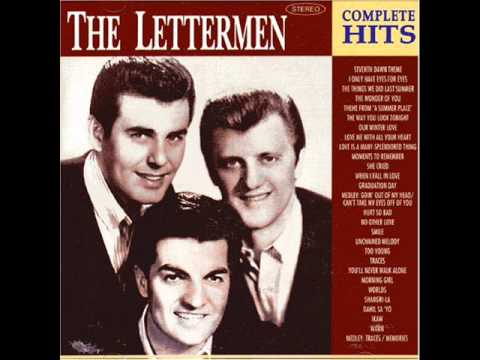 THE LETTERMEN
STEREO
COMPLETE
HITS
SEVENTH DAWN THEME
I ONLY HAVE EYES FOR EYES
THE THINGS WE DID LAST SUMMER
THE WONDER OF YOU
THEME FROM "A SUMMER PLACE"
THE WAY YOU LOOK TONIGHT
OUR WINTER LOVE
LOVE ME WITH ALL YOUR HEART
LOVE IS A MANY-SPLENDORED THING
MOMENTS TO REMEMBER
SHE CRIED
WHEN I FALL IN LOVE
GRADUATION DAY
MEDLEY: GOIN' OUT OF MY HEAD/
CAN'T TAKE MY EYES OFF OF YOU
HURT SO BAD
NO OTHER LOVE
SMILE
UNCHAINED MELODY
TOO YOUNG
TRACES
YOU'LL NEVER WALK ALONE
MORNING GIRL
WORLDS
SHANGRI-LA
DAHIL SA 'YO
IKAW
MEDLEY: TRACES / MEMORIES